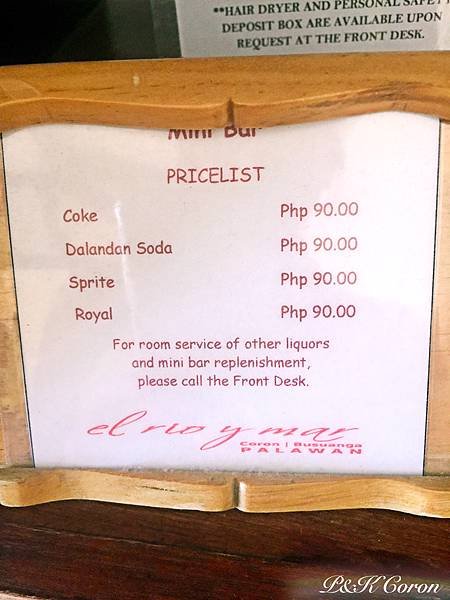 **HAIR DRYER AND PERSONAL SAFETY
DEPOSIT BOX ARE AVAILABLE UPON
REQUEST AT THE FRONT DESK.
Mini Bar
PRICELIST
Coke Php 90.00
Dalandan Soda Php 90.00
Sprite Php 90.00
Royal Php 90.00
For room service of other liquors
and mini bar replenishment,
please call the Front Desk.
el rio y mar
Coron | Busuanga
PALAWAN
P&K Coron